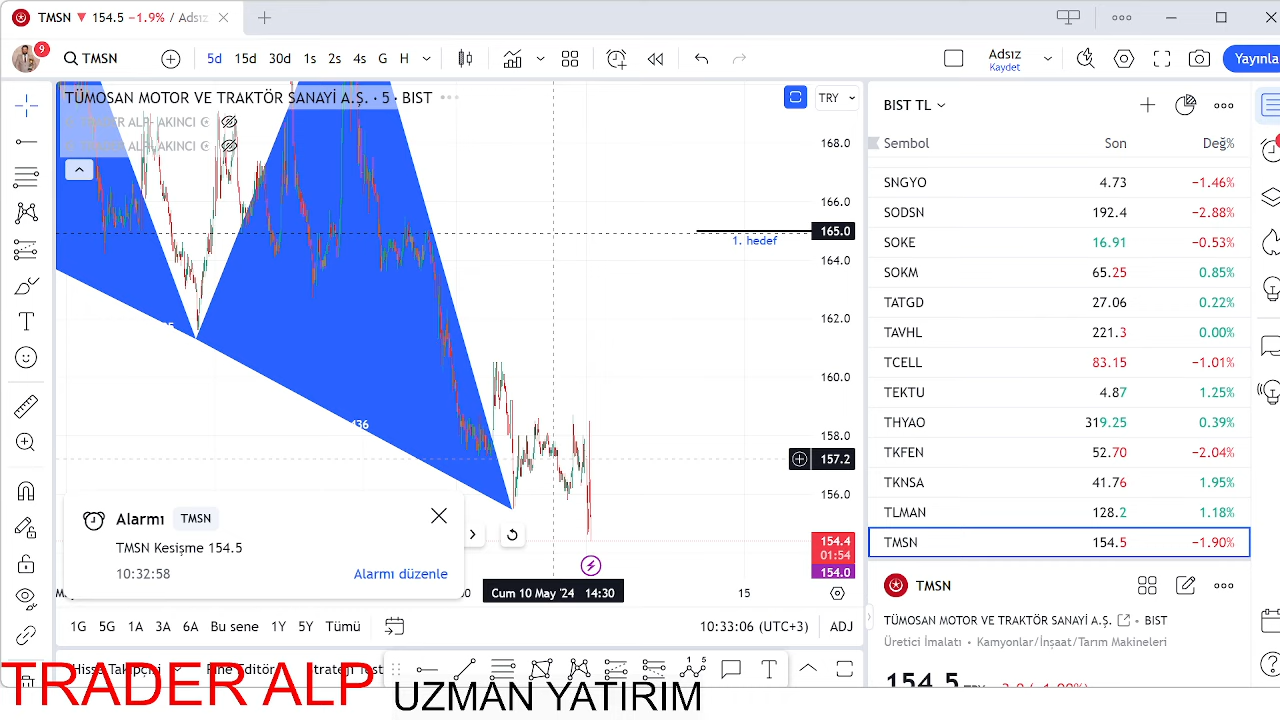 TMSN ▼ 154.5 −1.9% / Adsız
9 TMSN 5d 15d 30d 1s 2s 4s G H Adsız
Kaydet
Yayınla
TÜMOSAN MOTOR VE TRAKTÖR SANAYİ A.Ş. · 5 · BIST
TRADER ALP- AKINCI
TRADER ALP- AKINCI
TRY
168.0
166.0
165.0
1. hedef
164.0
162.0
160.0
158.0
157.2
156.0
154.4
01:54
154.0
436
Alarmı TMSN
TMSN Kesişme 154.5
10:32:58 Alarmı düzenle
Cum 10 May '24 14:30
15
1G 5G 1A 3A 6A Bu sene 1Y 5Y Tümü 10:33:06 (UTC+3) ADJ
BIST TL
Sembol Son Değ%
SNGYO 4.73 −1.46%
SODSN 192.4 −2.88%
SOKE 16.91 −0.53%
SOKM 65.25 0.85%
TATGD 27.06 0.22%
TAVHL 221.3 0.00%
TCELL 83.15 −1.01%
TEKTU 4.87 1.25%
THYAO 319.25 0.39%
TKFEN 52.70 −2.04%
TKNSA 41.76 1.95%
TLMAN 128.2 1.18%
TMSN 154.5 −1.90%
TMSN
TÜMOSAN MOTOR VE TRAKTÖR SANAYİ A.Ş. · BIST
Üretici İmalatı · Kamyonlar/İnşaat/Tarım Makineleri
154.5
TRADER ALP UZMAN YATIRIM